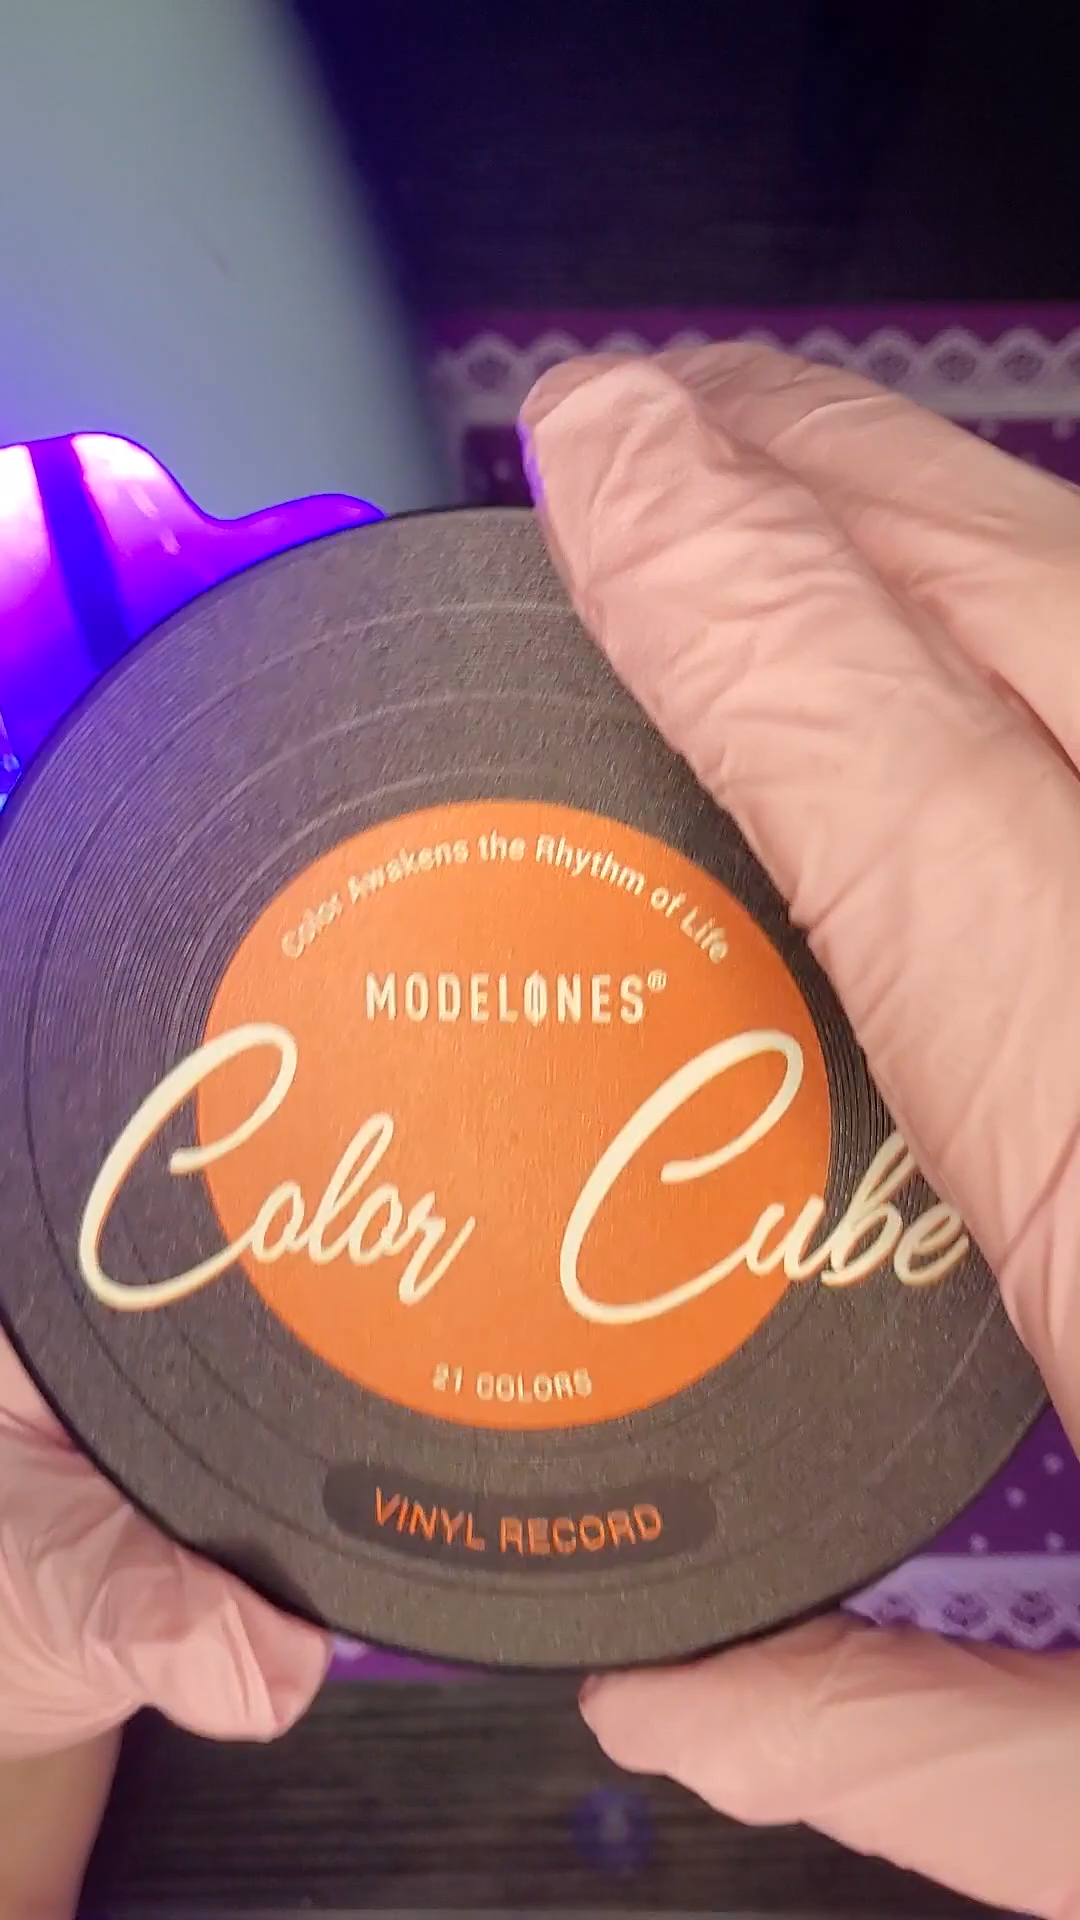 Color Awakens the Rhythm of Life
MODELONES®
Color Cube
21 COLORS
VINYL RECORD